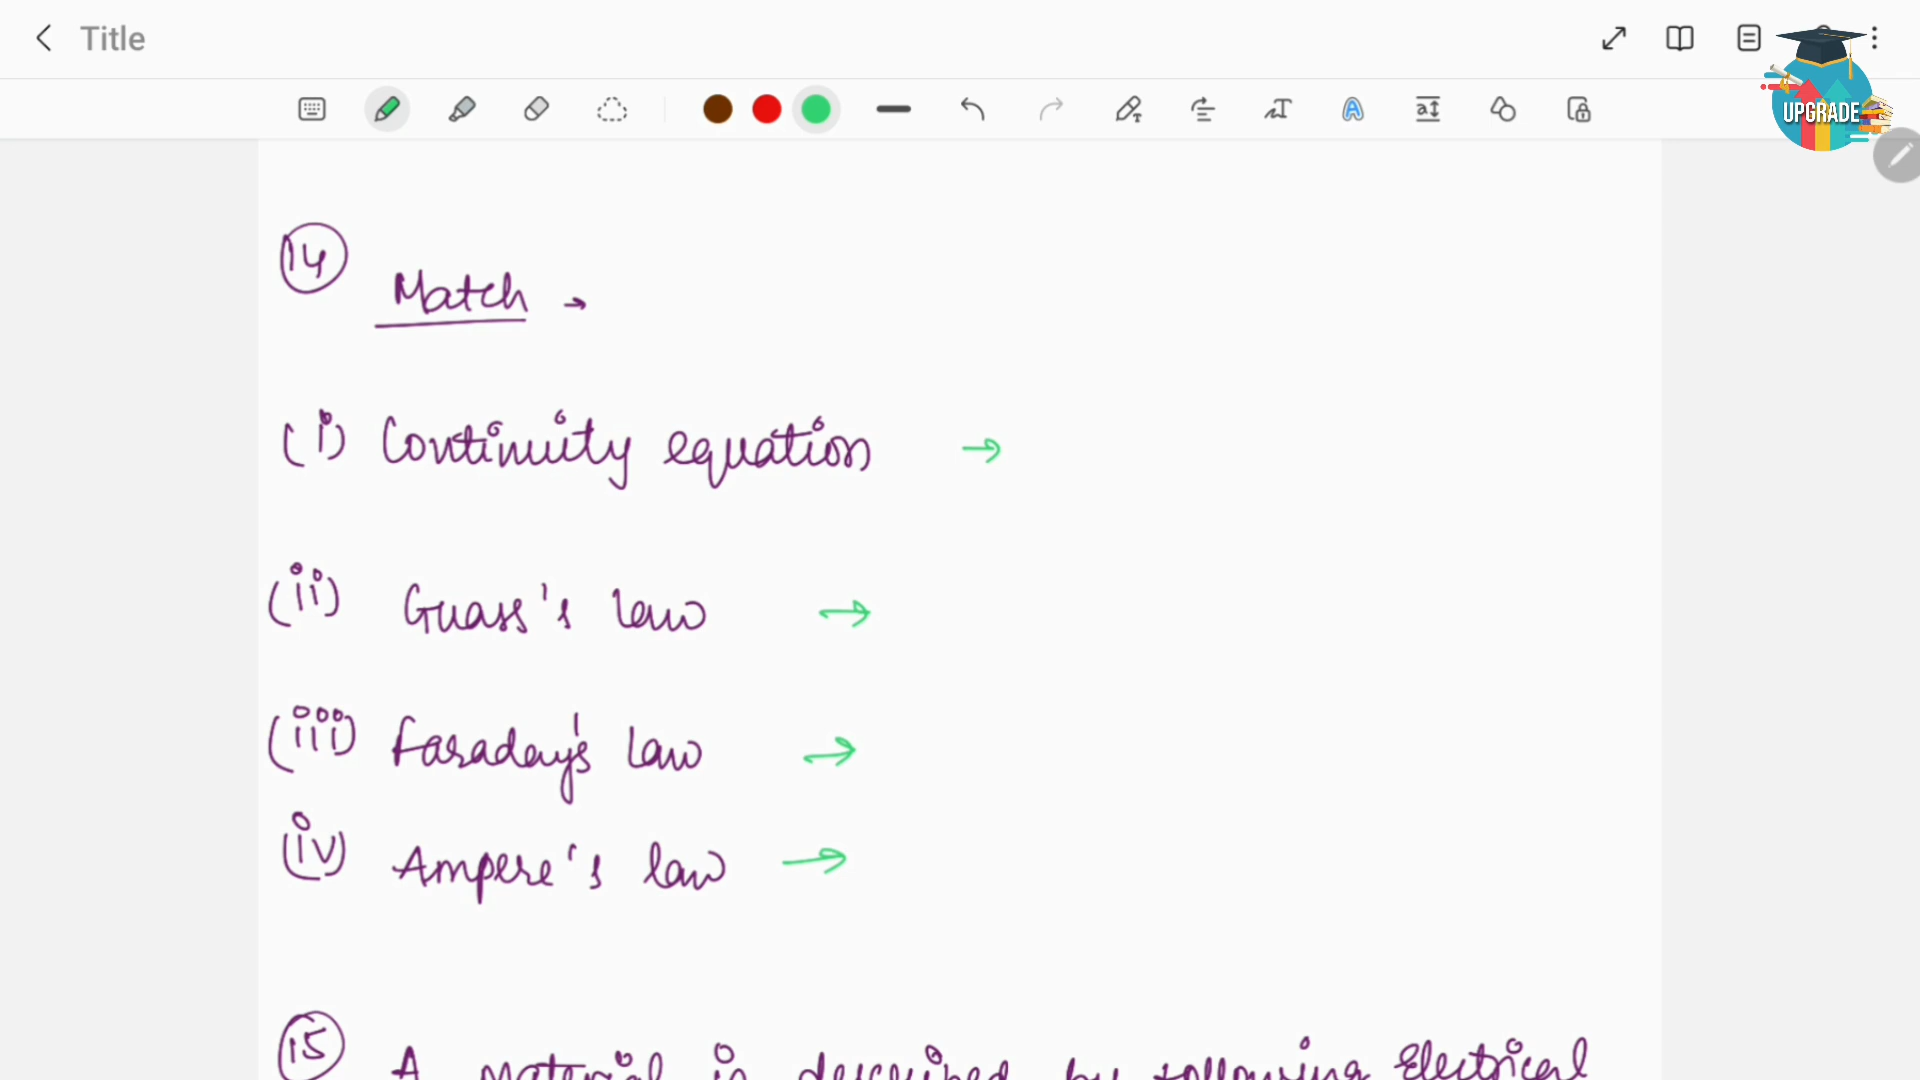 Title
UPGRADE
14
Match →
(i) Continuity equation →
(ii) Guass's law →
(iii) Faraday's law →
(iv) Ampere's law →
15
A material is described by following Electrical